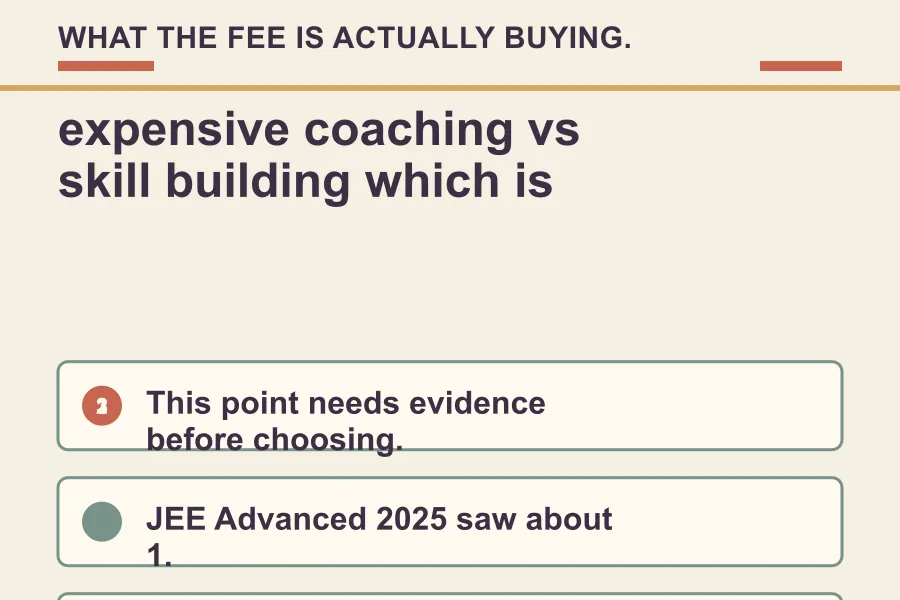 WHAT THE FEE IS ACTUALLY BUYING.
expensive coaching vs
skill building which is
This point needs evidence
before choosing.
JEE Advanced 2025 saw about
1.